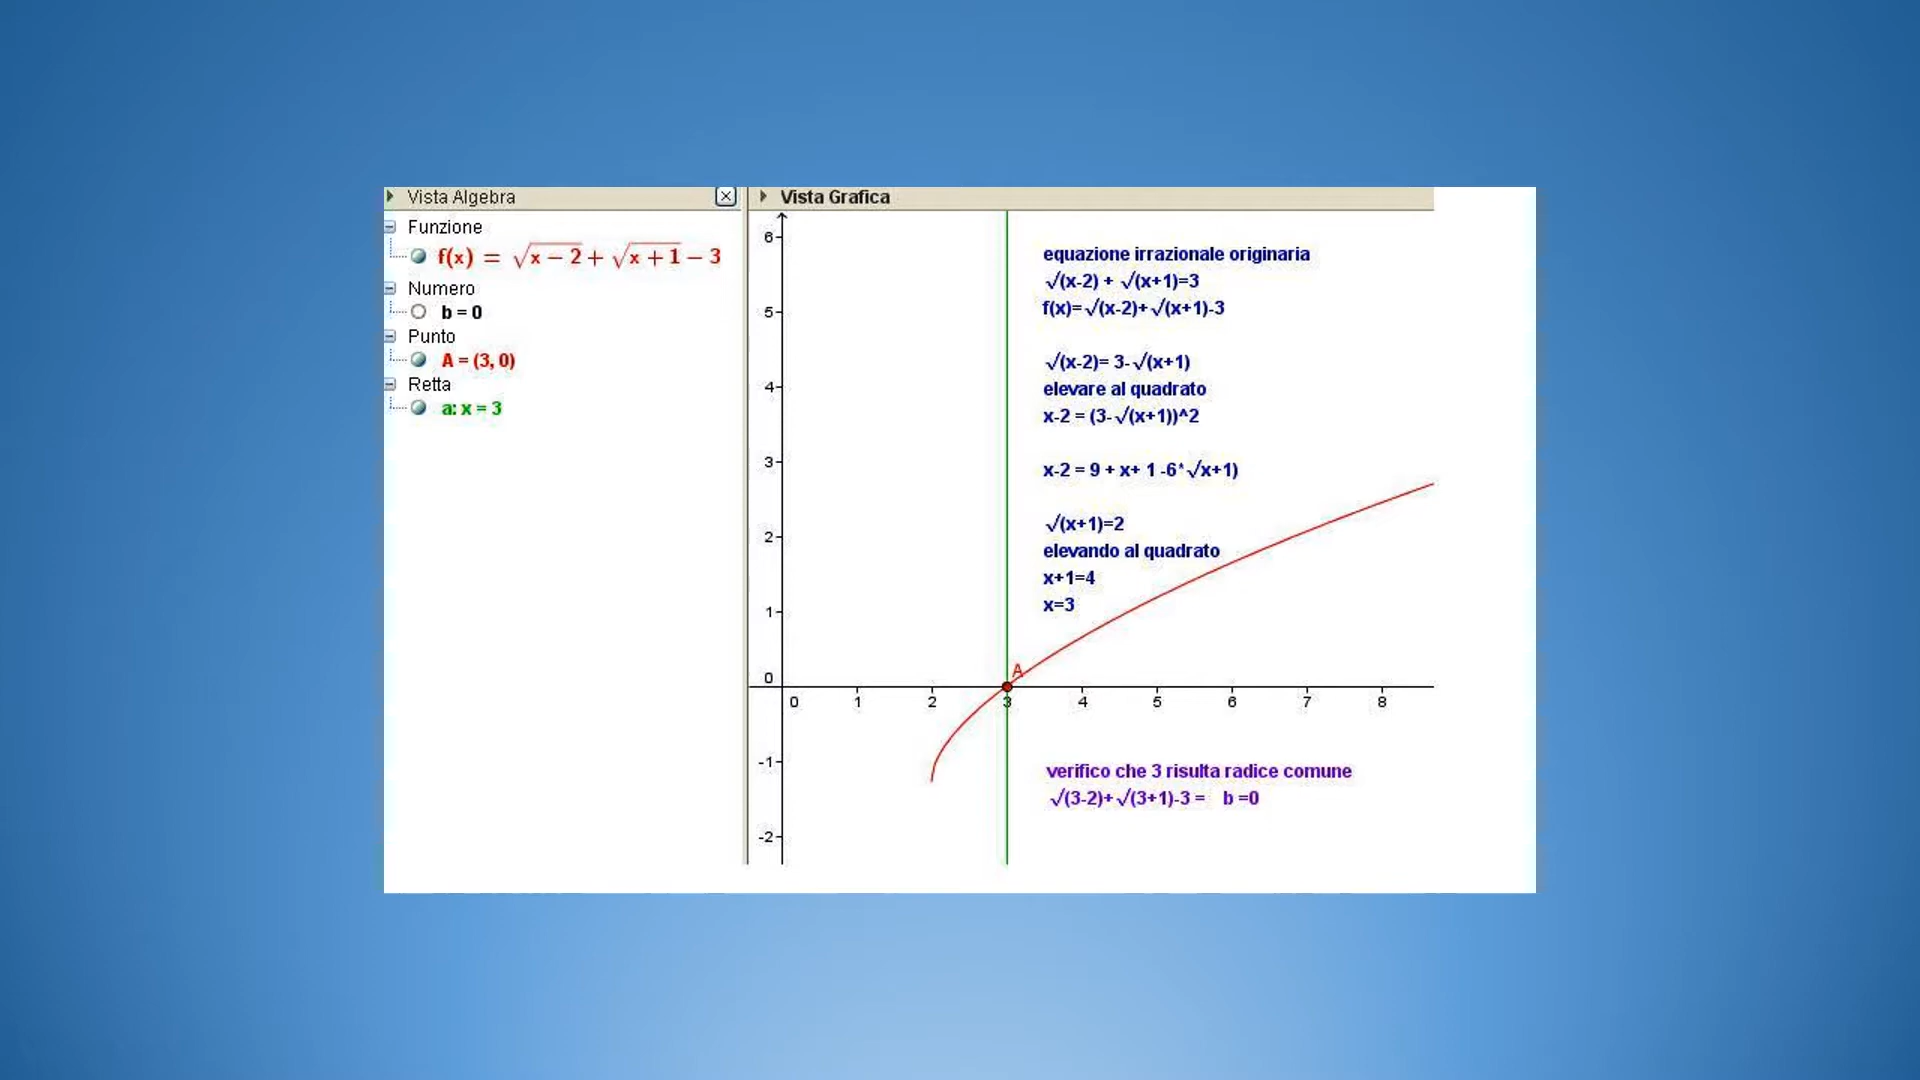 Vista Algebra
Funzione
f(x) = √x − 2 + √x + 1 − 3
Numero
b = 0
Punto
A = (3, 0)
Retta
a: x = 3
Vista Grafica
equazione irrazionale originaria
√(x-2) + √(x+1)=3
f(x)=√(x-2)+√(x+1)-3
√(x-2)= 3-√(x+1)
elevare al quadrato
x-2 = (3-√(x+1))^2
x-2 = 9 + x+ 1 -6*√x+1)
√(x+1)=2
elevando al quadrato
x+1=4
x=3
6
5
4
3
2
1
0
-1
-2
A
0 1 2 3 4 5 6 7 8
verifico che 3 risulta radice comune
√(3-2)+√(3+1)-3 = b =0